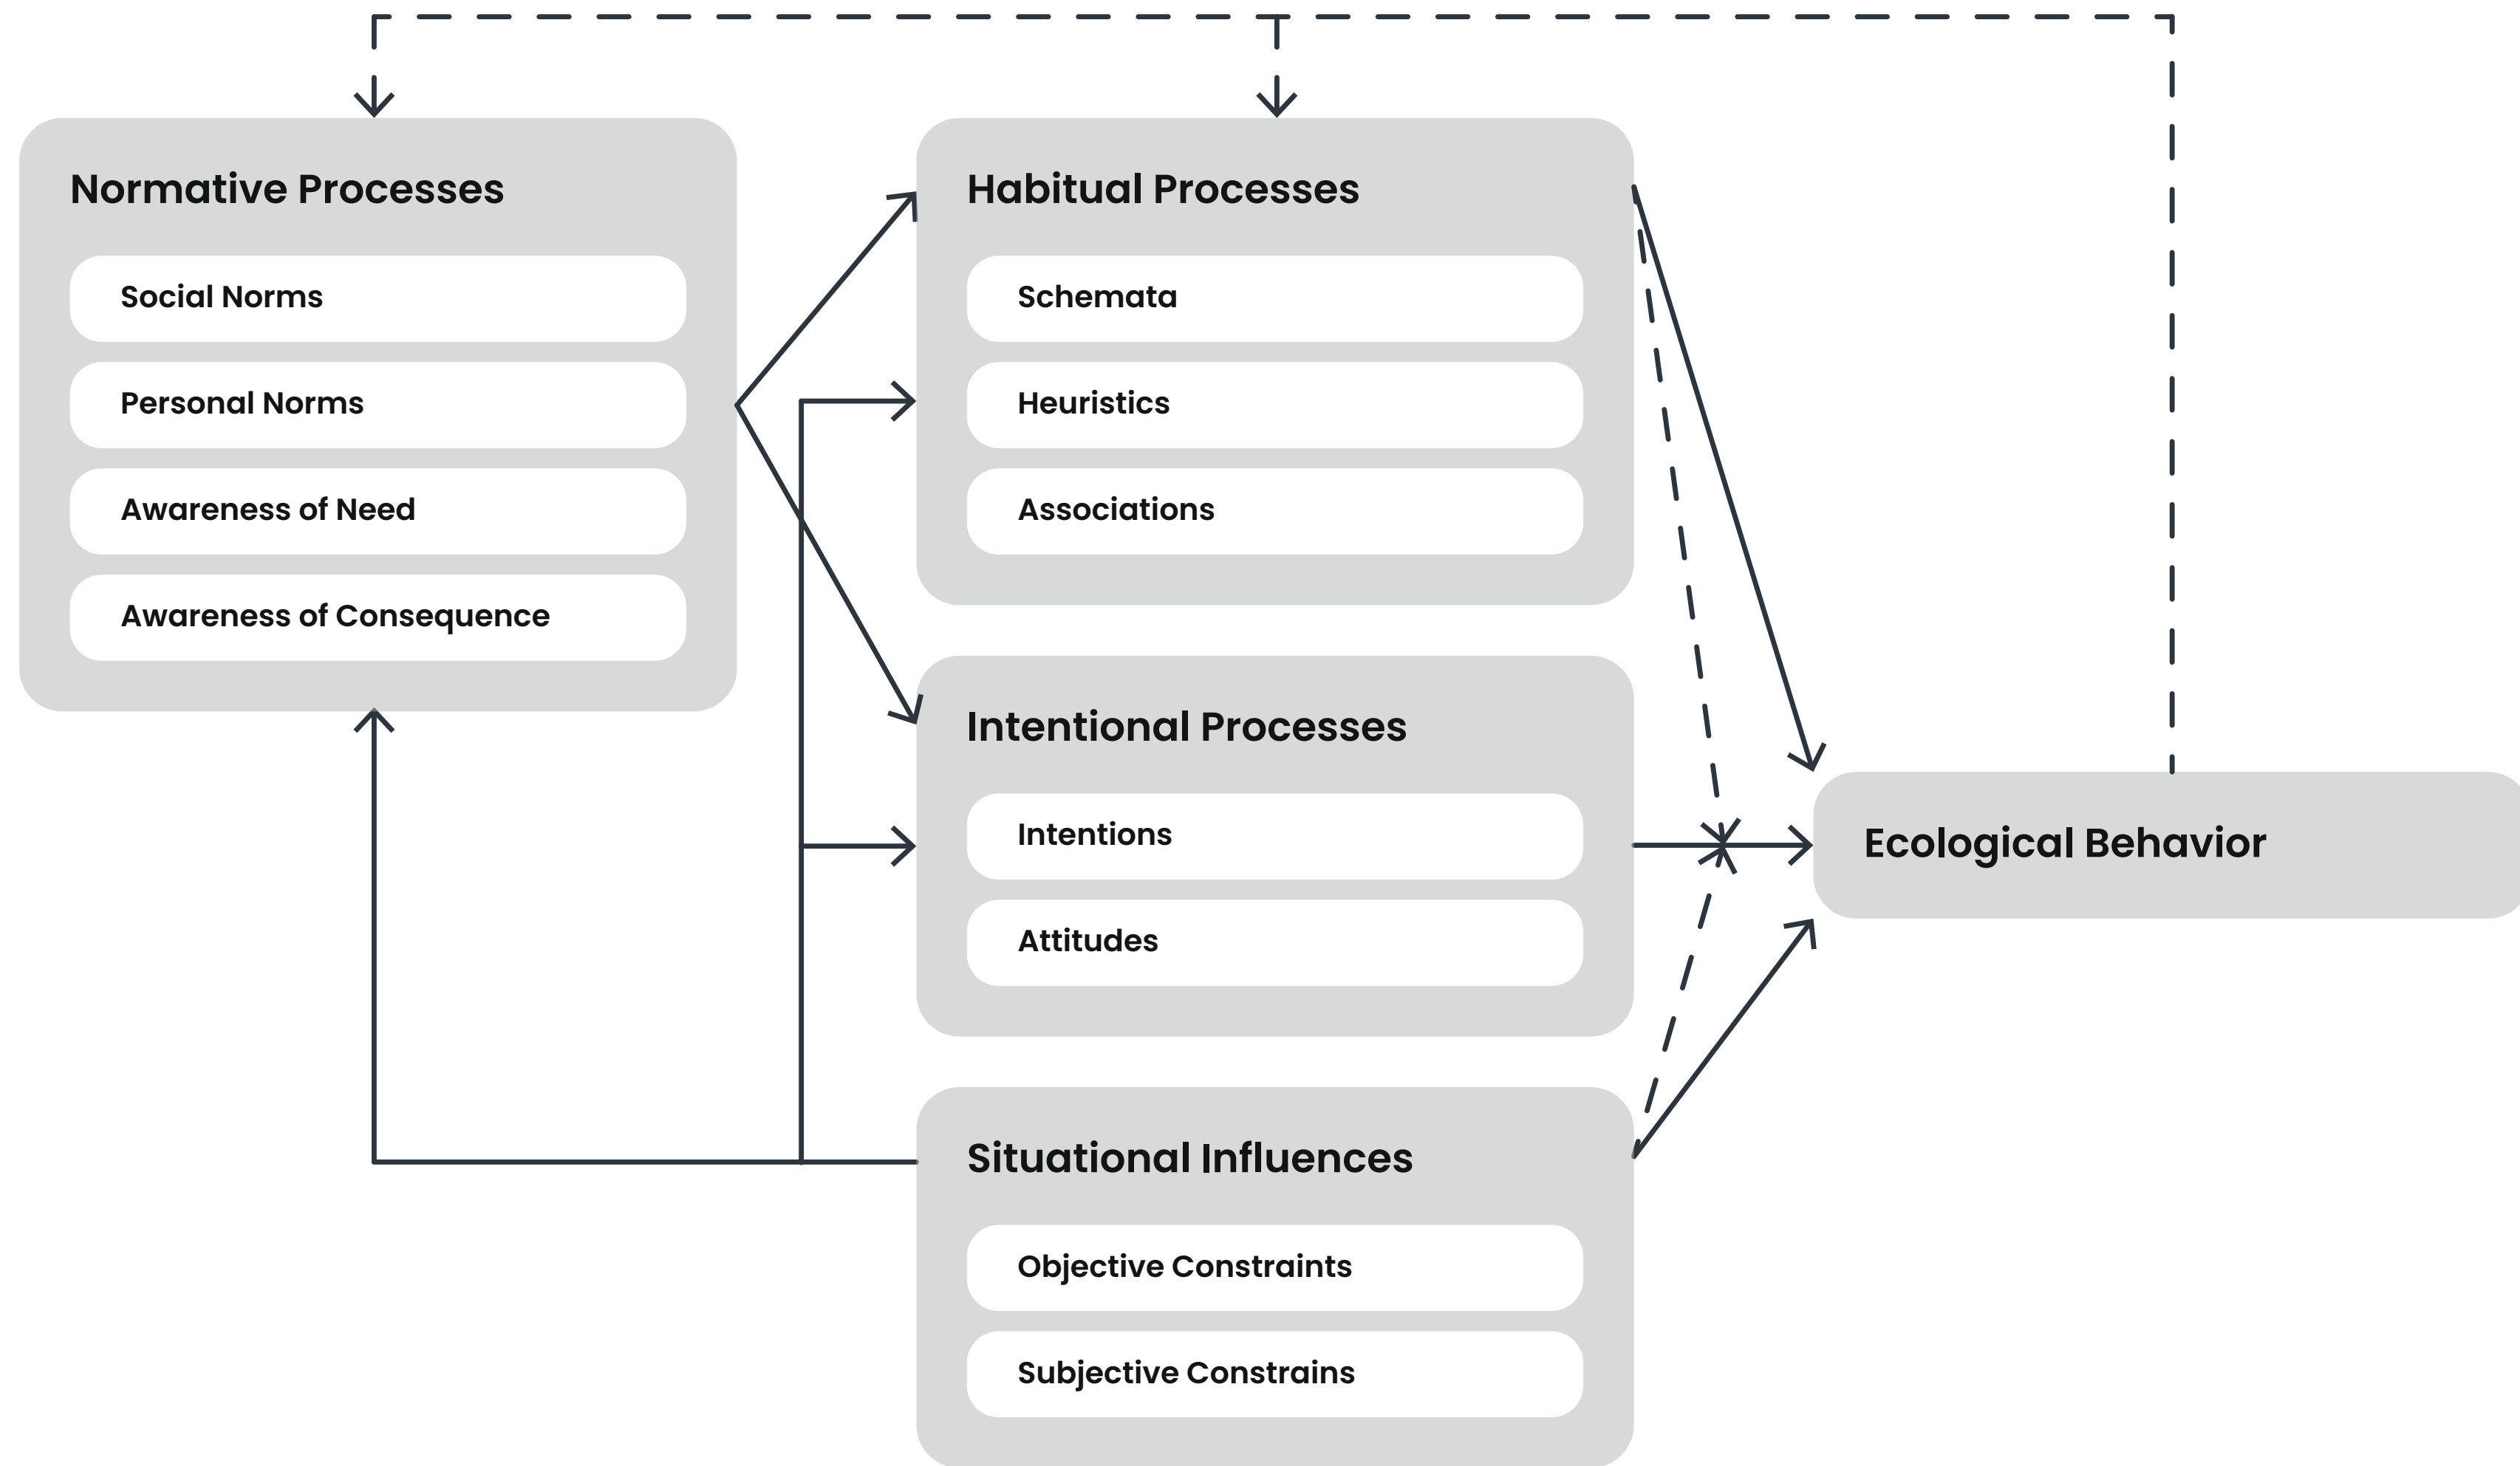 Normative Processes
Social Norms
Personal Norms
Awareness of Need
Awareness of Consequence
Habitual Processes
Schemata
Heuristics
Associations
Intentional Processes
Intentions
Attitudes
Situational Influences
Objective Constraints
Subjective Constrains
Ecological Behavior